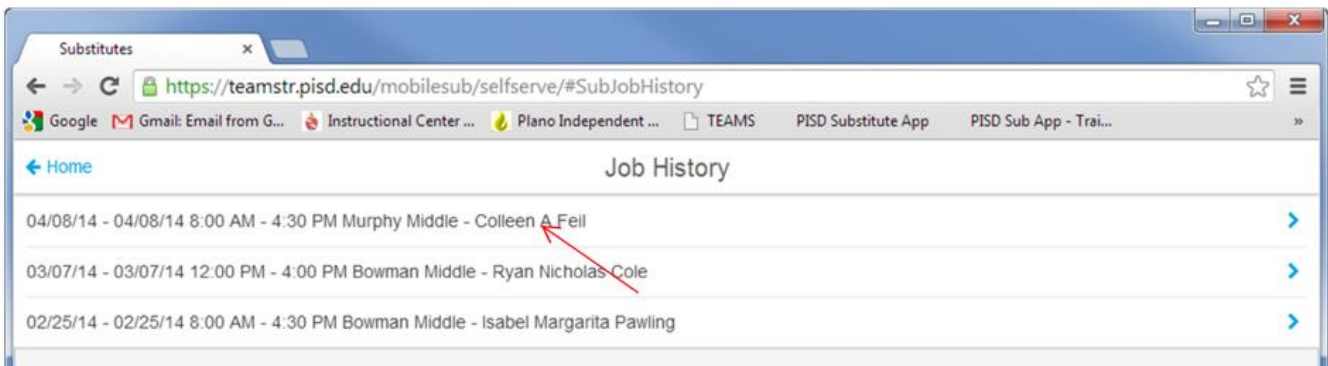 Substitutes
https://teamstr.pisd.edu/mobilesub/selfserve/#SubJobHistory
Google Gmail: Email from G... Instructional Center ... Plano Independent ... TEAMS PISD Substitute App PISD Sub App - Trai... »
Home Job History
04/08/14 - 04/08/14 8:00 AM - 4:30 PM Murphy Middle - Colleen A Feil
03/07/14 - 03/07/14 12:00 PM - 4:00 PM Bowman Middle - Ryan Nicholas Cole
02/25/14 - 02/25/14 8:00 AM - 4:30 PM Bowman Middle - Isabel Margarita Pawling